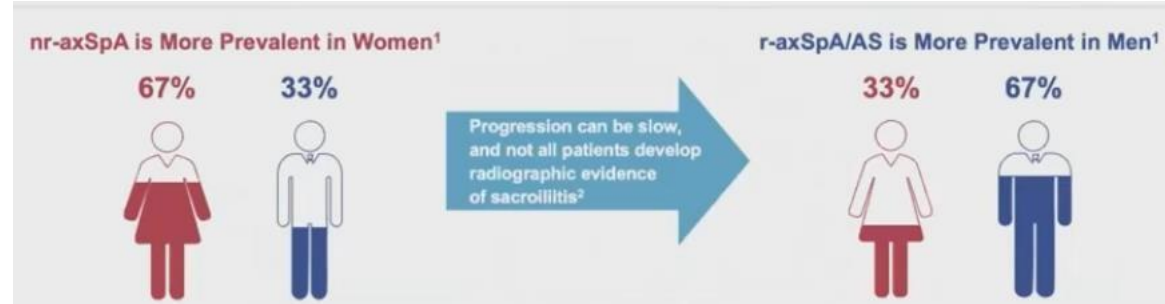 nr-axSpA is More Prevalent in Women¹
67%
33%
Progression can be slow,
and not all patients develop
radiographic evidence
of sacroiliitis²
r-axSpA/AS is More Prevalent in Men¹
33%
67%